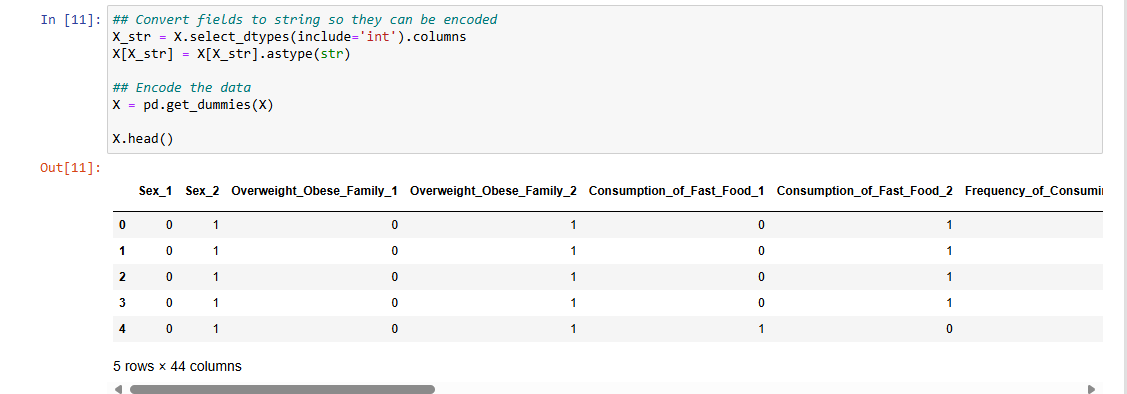 In [11]: ## Convert fields to string so they can be encoded
X_str = X.select_dtypes(include='int').columns
X[X_str] = X[X_str].astype(str)
## Encode the data
X = pd.get_dummies(X)
X.head()
Out[11]:
Sex_1 Sex_2 Overweight_Obese_Family_1 Overweight_Obese_Family_2 Consumption_of_Fast_Food_1 Consumption_of_Fast_Food_2 Frequency_of_Consumi
0 0 1 0 1 0 1
1 0 1 0 1 0 1
2 0 1 0 1 0 1
3 0 1 0 1 0 1
4 0 1 0 1 1 0
5 rows × 44 columns